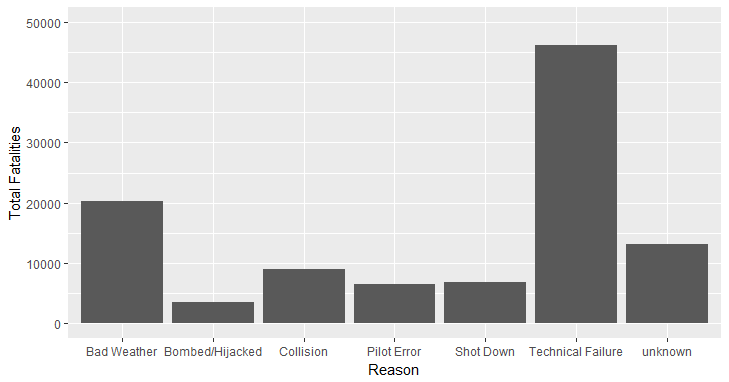 50000
40000
30000
20000
10000
0
Total Fatalities
Bad Weather Bombed/Hijacked Collision Pilot Error Shot Down Technical Failure unknown
Reason